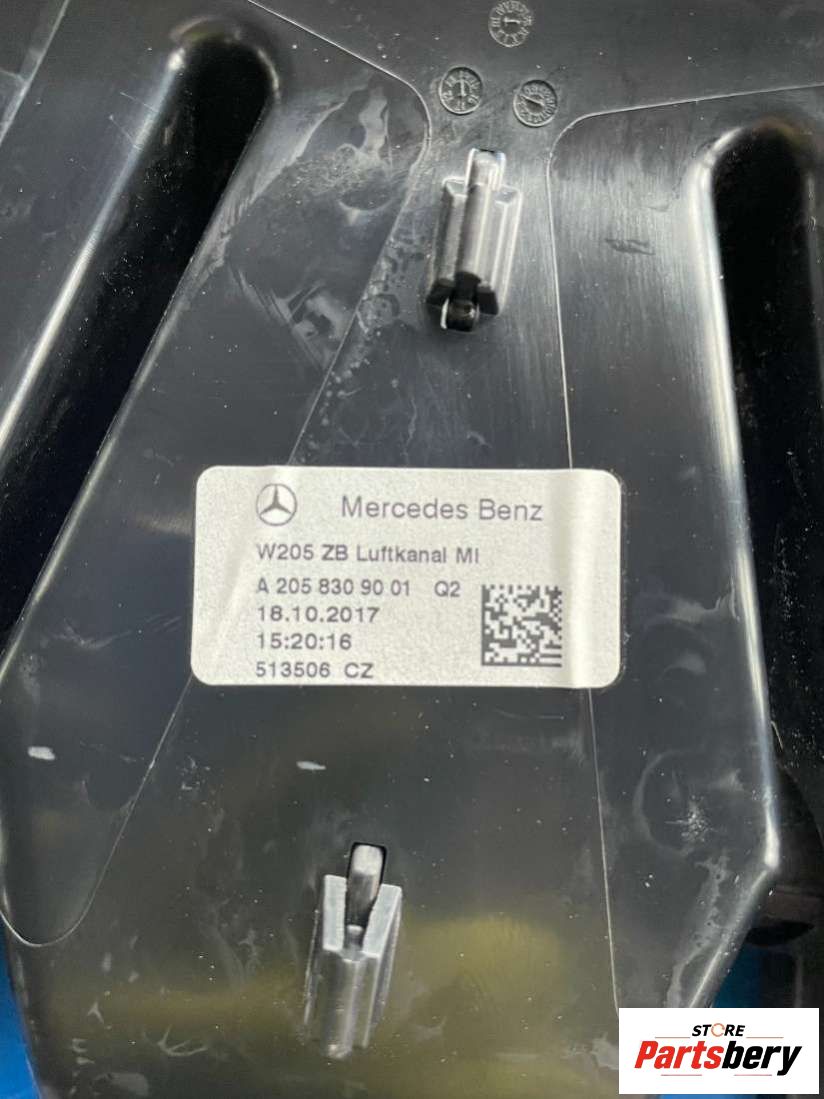 Mercedes Benz
W205 ZB Luftkanal MI
A 205 830 90 01 Q2
18.10.2017
15:20:16
513506 CZ
STORE
Partsbery